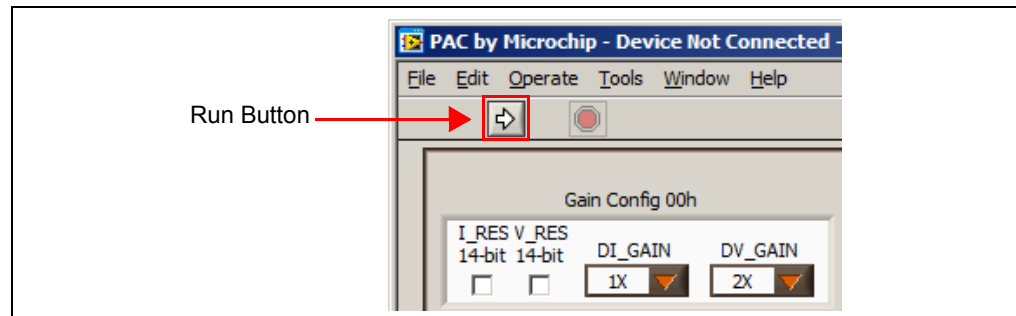 PAC by Microchip - Device Not Connected -
File Edit Operate Tools Window Help
Run Button
Gain Config 00h
I_RES V_RES
14-bit 14-bit DI_GAIN DV_GAIN
1X 2X